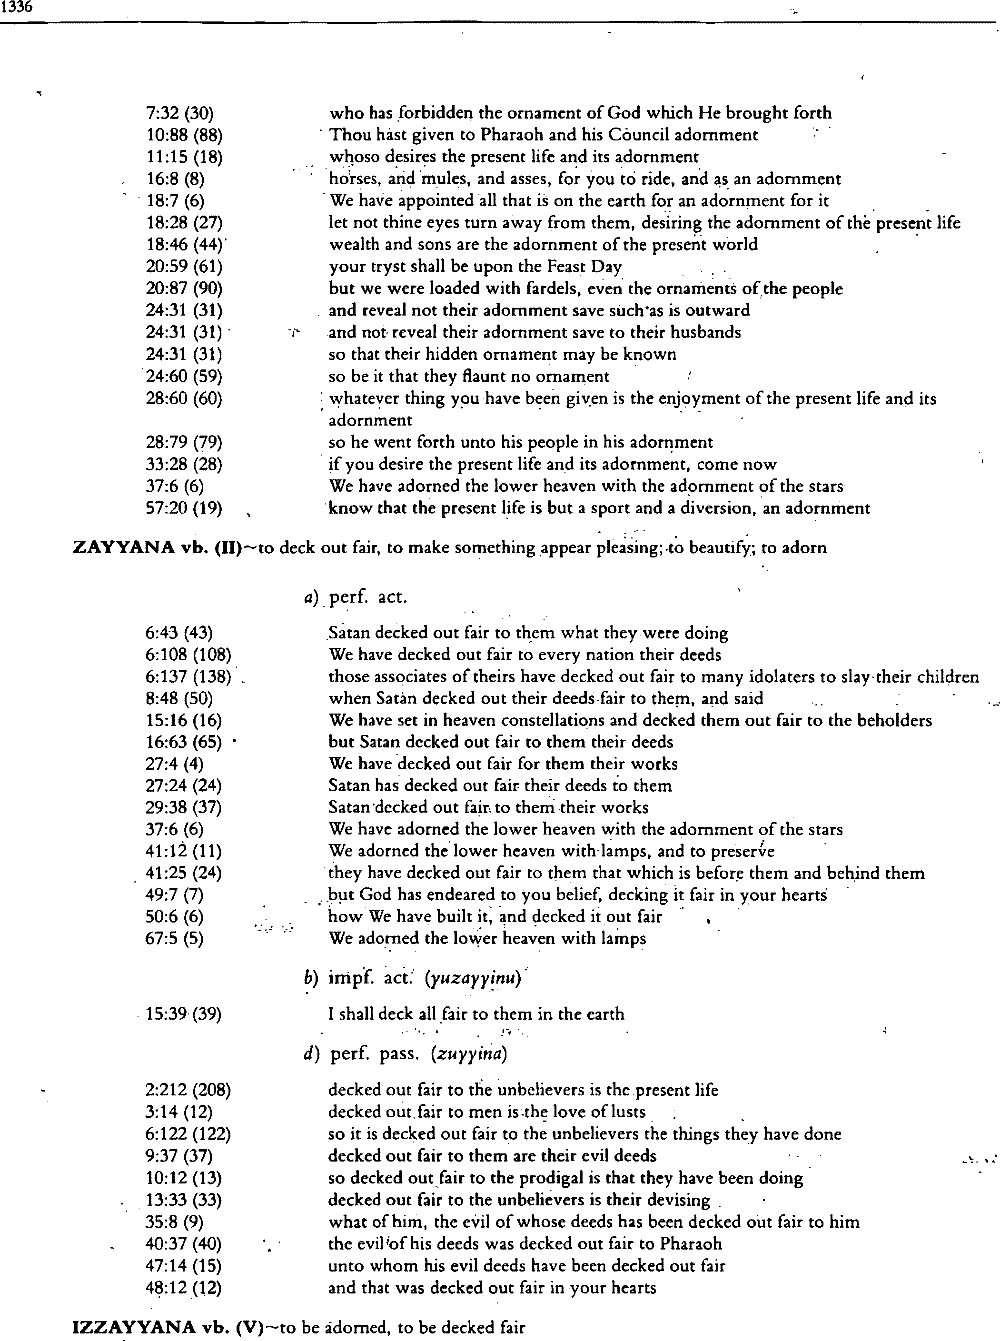 1336
7:32 (30) who has forbidden the ornament of God which He brought forth
10:88 (88) Thou hast given to Pharaoh and his Council adornment
11:15 (18) whoso desires the present life and its adornment
16:8 (8) horses, and mules, and asses, for you to ride, and as an adornment
18:7 (6) We have appointed all that is on the earth for an adornment for it
18:28 (27) let not thine eyes turn away from them, desiring the adornment of the present life
18:46 (44) wealth and sons are the adornment of the present world
20:59 (61) your tryst shall be upon the Feast Day
20:87 (90) but we were loaded with fardels, even the ornaments of the people
24:31 (31) and reveal not their adornment save such as is outward
24:31 (31) and not reveal their adornment save to their husbands
24:31 (31) so that their hidden ornament may be known
24:60 (59) so be it that they flaunt no ornament
28:60 (60) whatever thing you have been given is the enjoyment of the present life and its
adornment
28:79 (79) so he went forth unto his people in his adornment
33:28 (28) if you desire the present life and its adornment, come now
37:6 (6) We have adorned the lower heaven with the adornment of the stars
57:20 (19) know that the present life is but a sport and a diversion, an adornment
ZAYYANA vb. (II)~to deck out fair, to make something appear pleasing; to beautify; to adorn
a) perf. act.
6:43 (43) Satan decked out fair to them what they were doing
6:108 (108) We have decked out fair to every nation their deeds
6:137 (138) those associates of theirs have decked out fair to many idolaters to slay their children
8:48 (50) when Satan decked out their deeds fair to them, and said
15:16 (16) We have set in heaven constellations and decked them out fair to the beholders
16:63 (65) but Satan decked out fair to them their deeds
27:4 (4) We have decked out fair for them their works
27:24 (24) Satan has decked out fair their deeds to them
29:38 (37) Satan decked out fair to them their works
37:6 (6) We have adorned the lower heaven with the adornment of the stars
41:12 (11) We adorned the lower heaven with lamps, and to preserve
41:25 (24) they have decked out fair to them that which is before them and behind them
49:7 (7) but God has endeared to you belief, decking it fair in your hearts
50:6 (6) how We have built it, and decked it out fair
67:5 (5) We adorned the lower heaven with lamps
b) impf. act. (yuzayyinu)
15:39 (39) I shall deck all fair to them in the earth
d) perf. pass. (zuyyina)
2:212 (208) decked out fair to the unbelievers is the present life
3:14 (12) decked out fair to men is the love of lusts
6:122 (122) so it is decked out fair to the unbelievers the things they have done
9:37 (37) decked out fair to them are their evil deeds
10:12 (13) so decked out fair to the prodigal is that they have been doing
13:33 (33) decked out fair to the unbelievers is their devising
35:8 (9) what of him, the evil of whose deeds has been decked out fair to him
40:37 (40) the evil of his deeds was decked out fair to Pharaoh
47:14 (15) unto whom his evil deeds have been decked out fair
48:12 (12) and that was decked out fair in your hearts
IZZAYYANA vb. (V)~to be adorned, to be decked fair